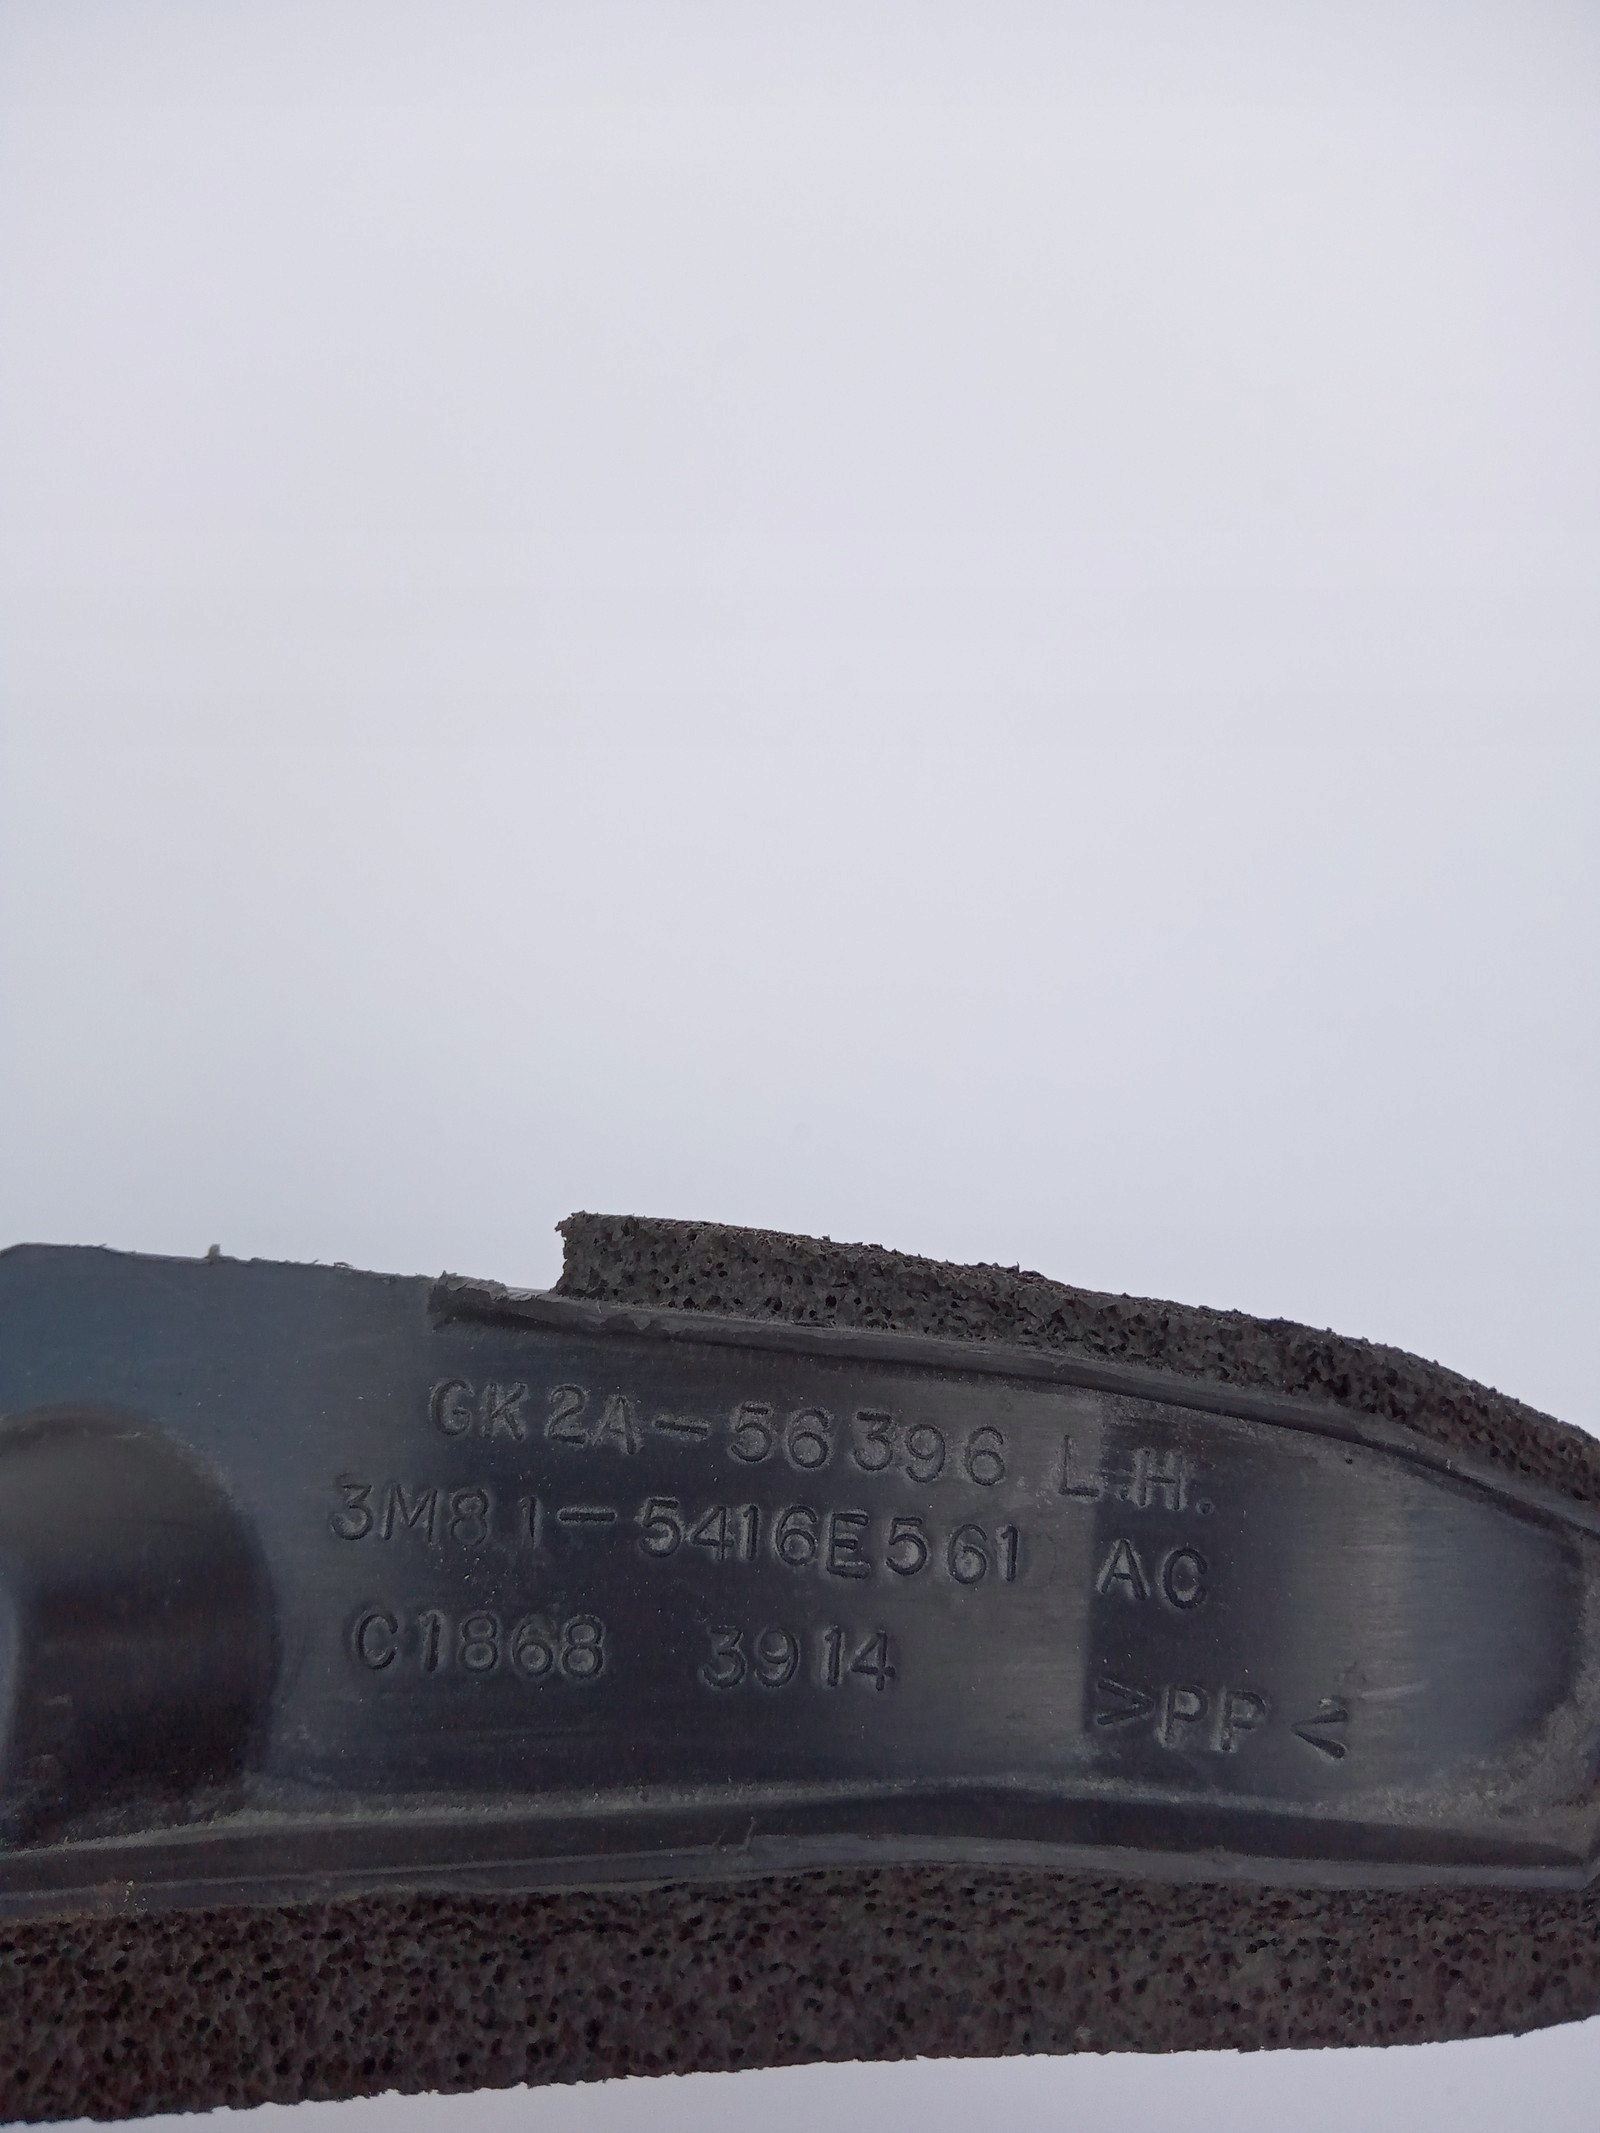 GK2A-56396 L.H.
3M81-5416E561 AC
C1868 3914
>PP<